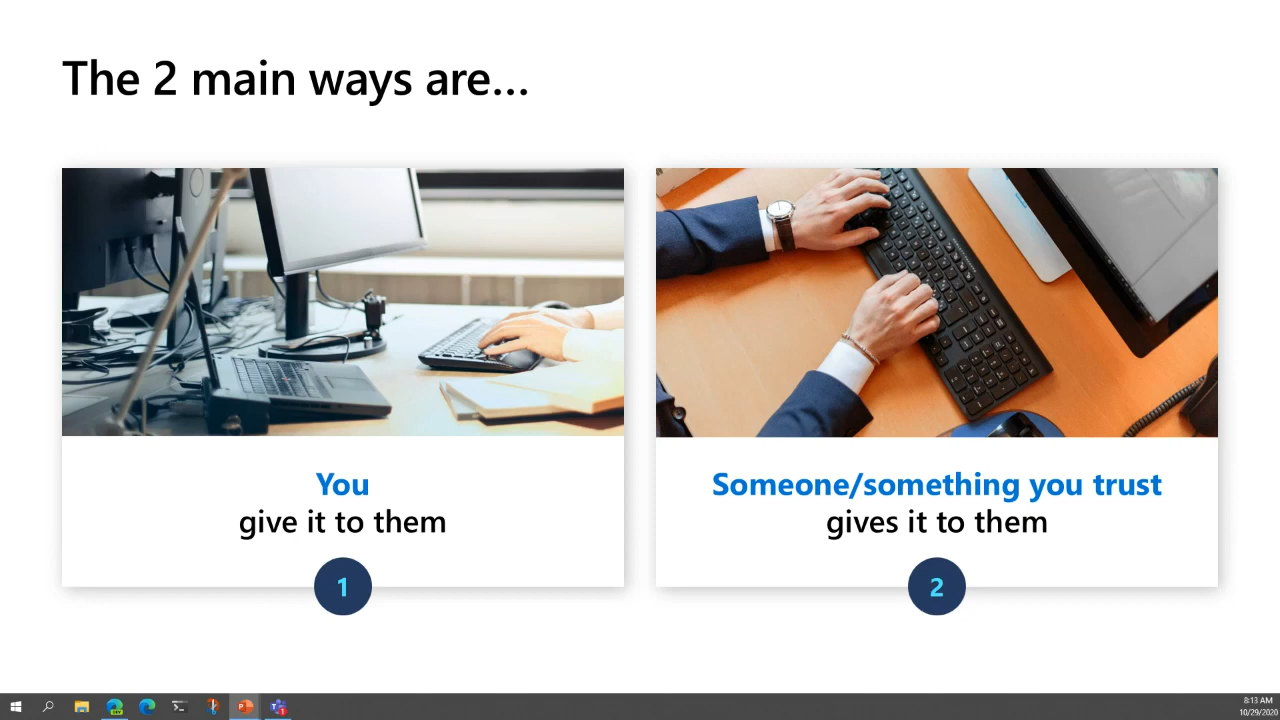 The 2 main ways are...
You
give it to them
1
Someone/something you trust
gives it to them
2
8:13 AM
10/29/2020